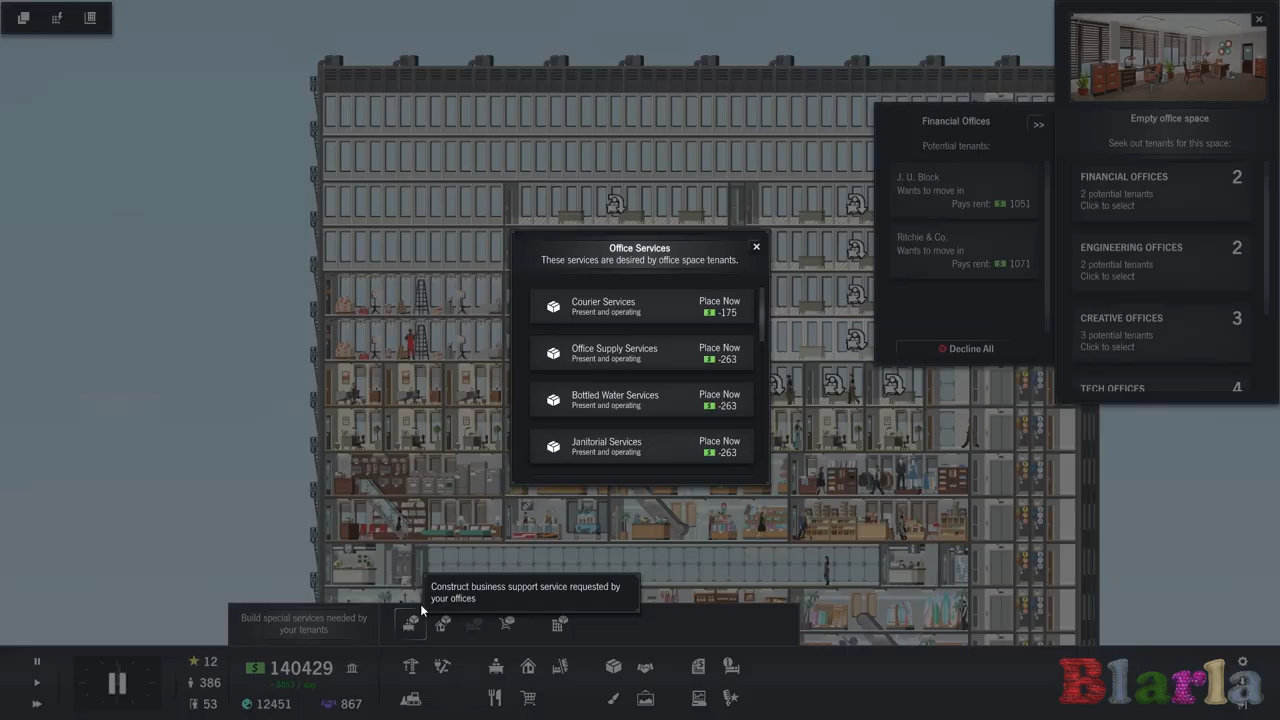 Empty office space
Seek out tenants for this space:
Financial Offices
>>
Potential tenants:
J. U. Block
Wants to move in
Pays rent: $ 1051
Ritchie & Co.
Wants to move in
Pays rent: $ 1071
Decline All
FINANCIAL OFFICES 2
2 potential tenants
Click to select
ENGINEERING OFFICES 2
2 potential tenants
Click to select
CREATIVE OFFICES 3
3 potential tenants
Click to select
TECH OFFICES 4
Office Services
These services are desired by office space tenants.
Courier Services Place Now
Present and operating $ -175
Office Supply Services Place Now
Present and operating $ -263
Bottled Water Services Place Now
Present and operating $ -263
Janitorial Services Place Now
Present and operating $ -263
Construct business support service requested by
your offices
Build special services needed by
your tenants
12
$ 140429
386
53
12451
867
Blarla